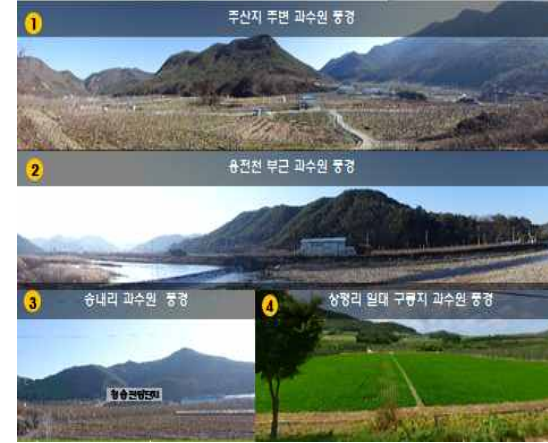 1
주산지 주변 과수원 풍경
2
용전천 부근 과수원 풍경
3
송내리 과수원 풍경
4
상평리 일대 구릉지 과수원 풍경